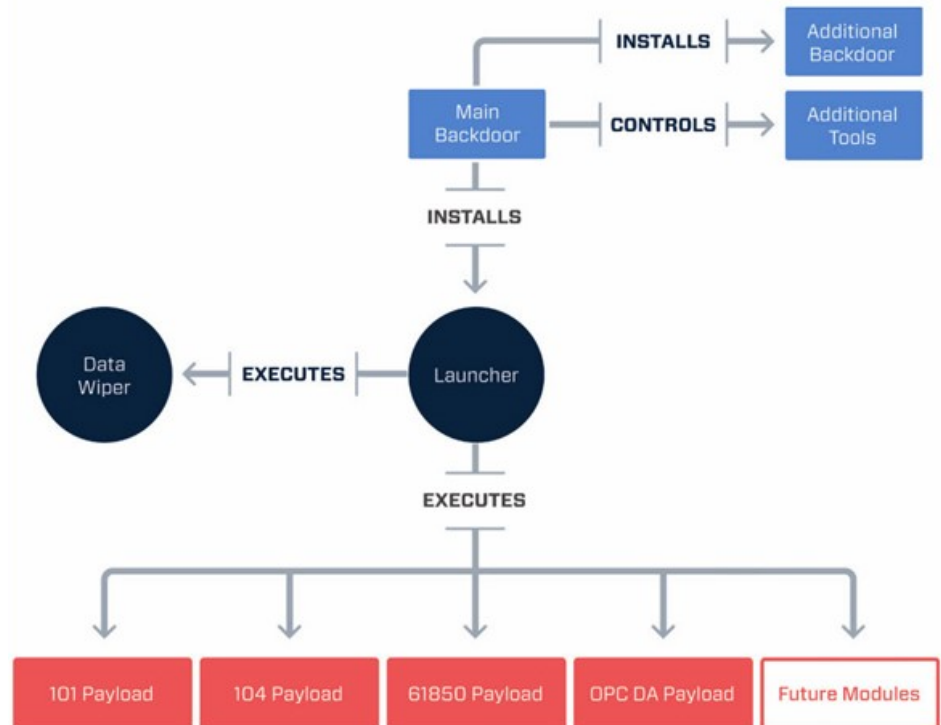 INSTALLS
Additional
Backdoor
Main
Backdoor
CONTROLS
Additional
Tools
INSTALLS
Data
Wiper
EXECUTES
Launcher
EXECUTES
101 Payload
104 Payload
61850 Payload
OPC DA Payload
Future Modules